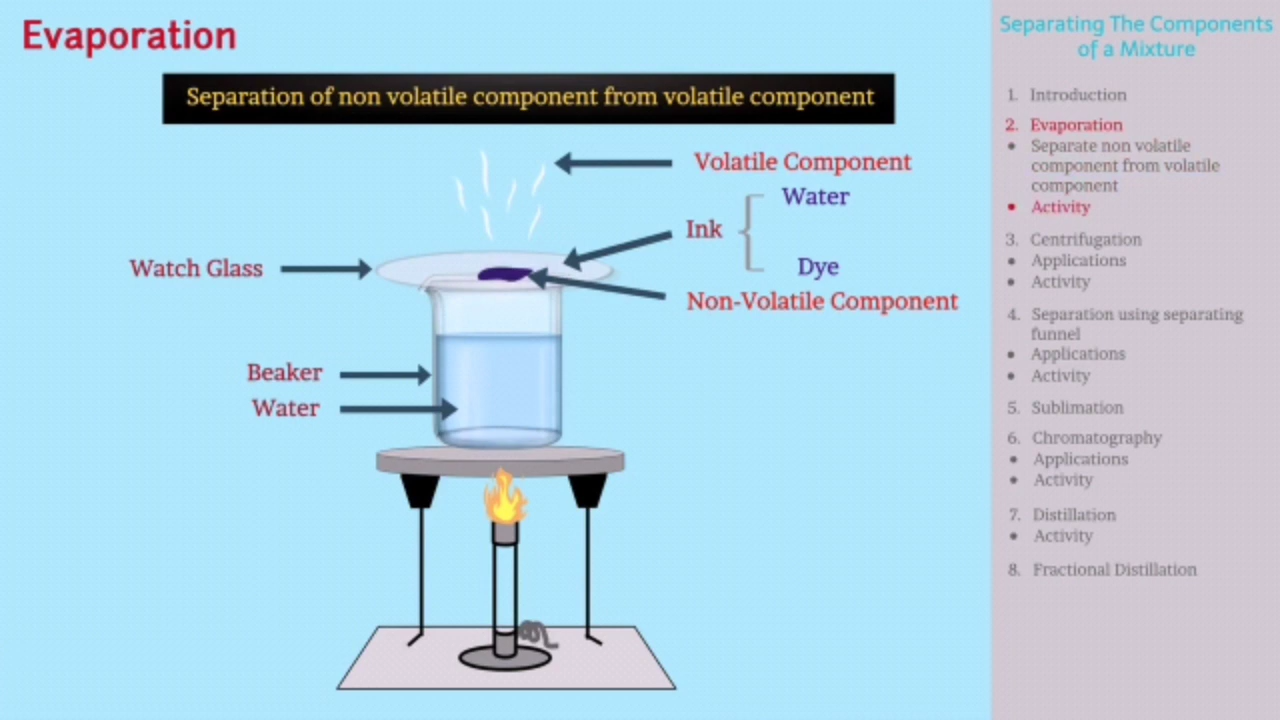 Evaporation
Separation of non volatile component from volatile component
Volatile Component
Water
Ink
Dye
Non-Volatile Component
Watch Glass
Beaker
Water
Separating The Components
of a Mixture
1. Introduction
2. Evaporation
• Separate non volatile
component from volatile
component
• Activity
3. Centrifugation
• Applications
• Activity
4. Separation using separating
funnel
• Applications
• Activity
5. Sublimation
6. Chromatography
• Applications
• Activity
7. Distillation
• Activity
8. Fractional Distillation